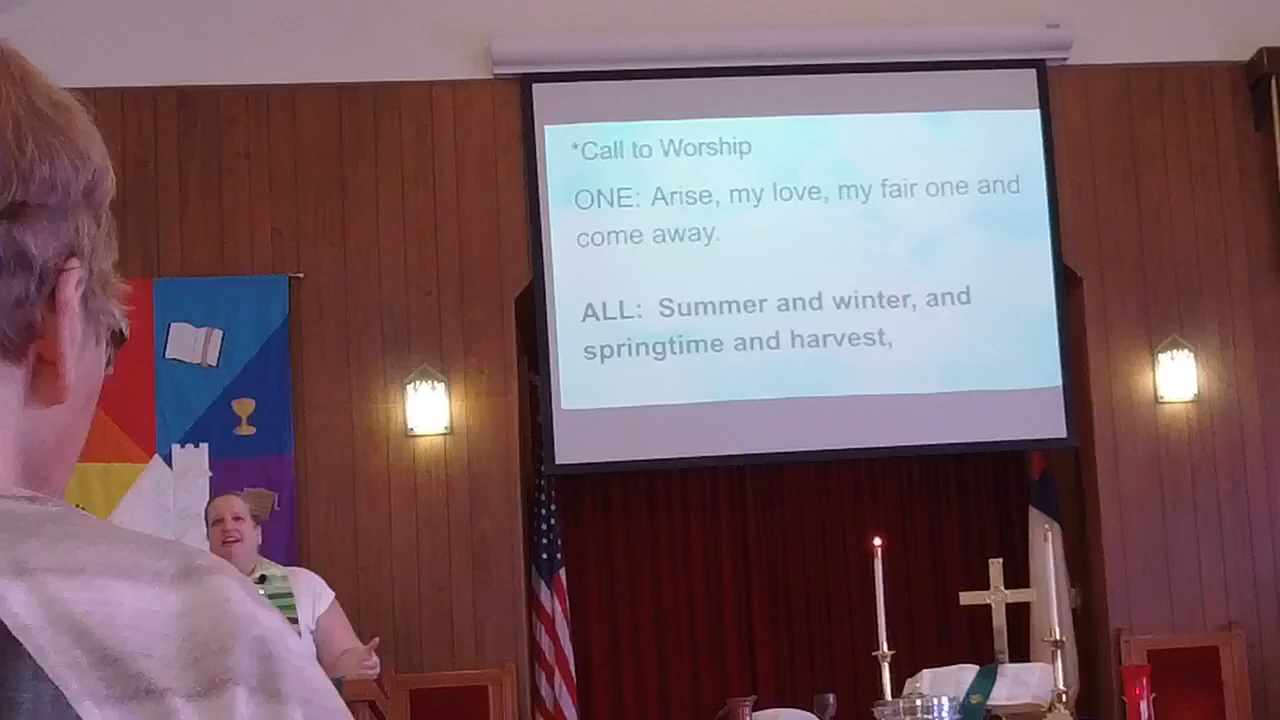 *Call to Worship
ONE: Arise, my love, my fair one and
come away.
ALL: Summer and winter, and
springtime and harvest,